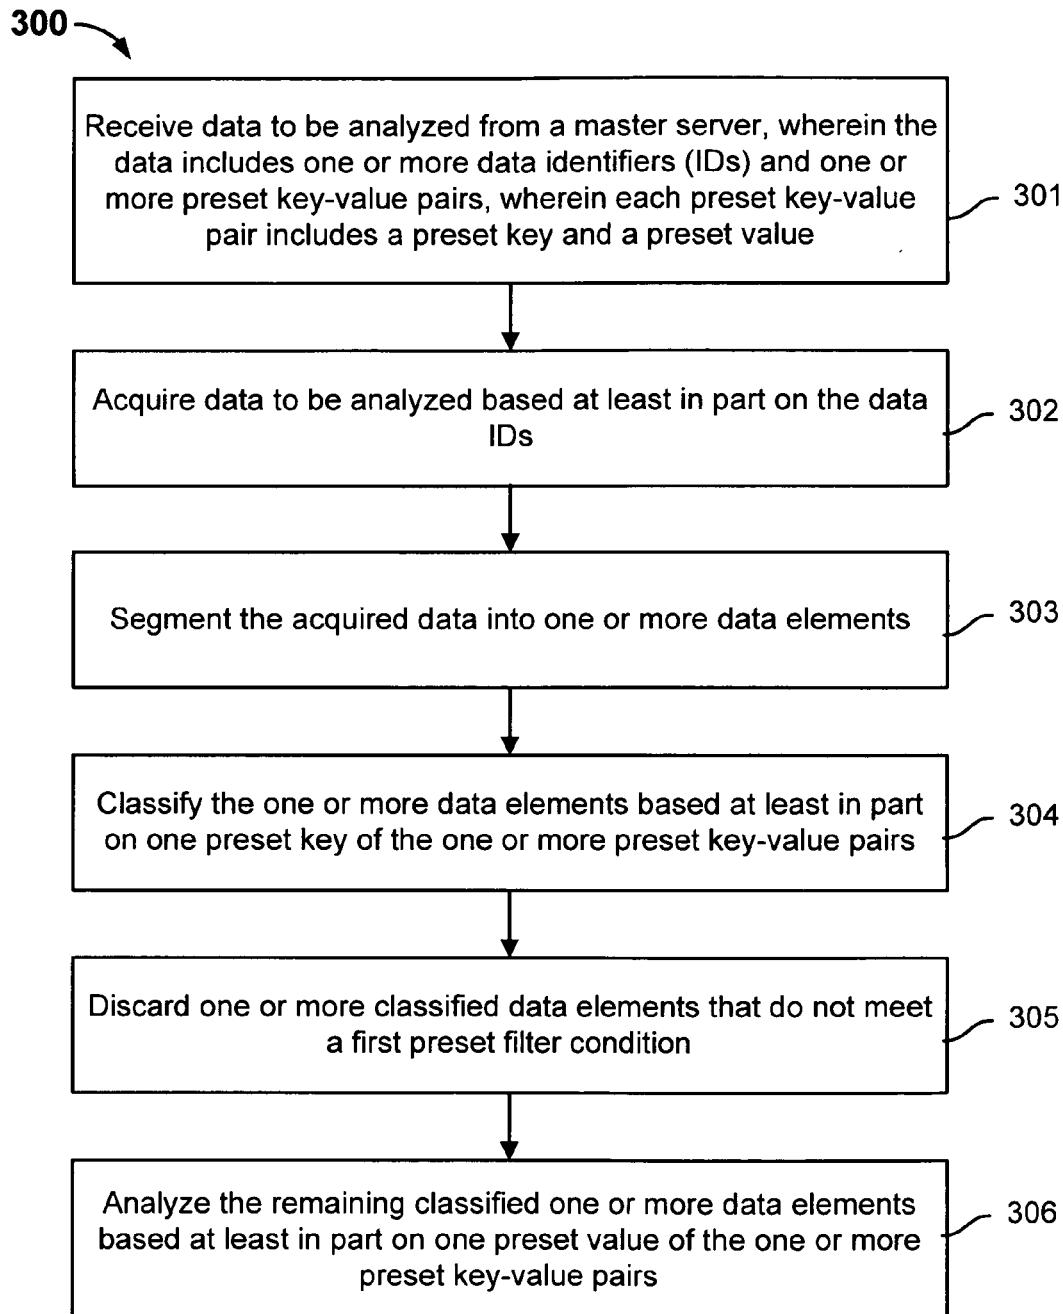 300
Receive data to be analyzed from a master server, wherein the
data includes one or more data identifiers (IDs) and one or
more preset key-value pairs, wherein each preset key-value
pair includes a preset key and a preset value
301
Acquire data to be analyzed based at least in part on the data
IDs
302
Segment the acquired data into one or more data elements
303
Classify the one or more data elements based at least in part
on one preset key of the one or more preset key-value pairs
304
Discard one or more classified data elements that do not meet
a first preset filter condition
305
Analyze the remaining classified one or more data elements
based at least in part on one preset value of the one or more
preset key-value pairs
306